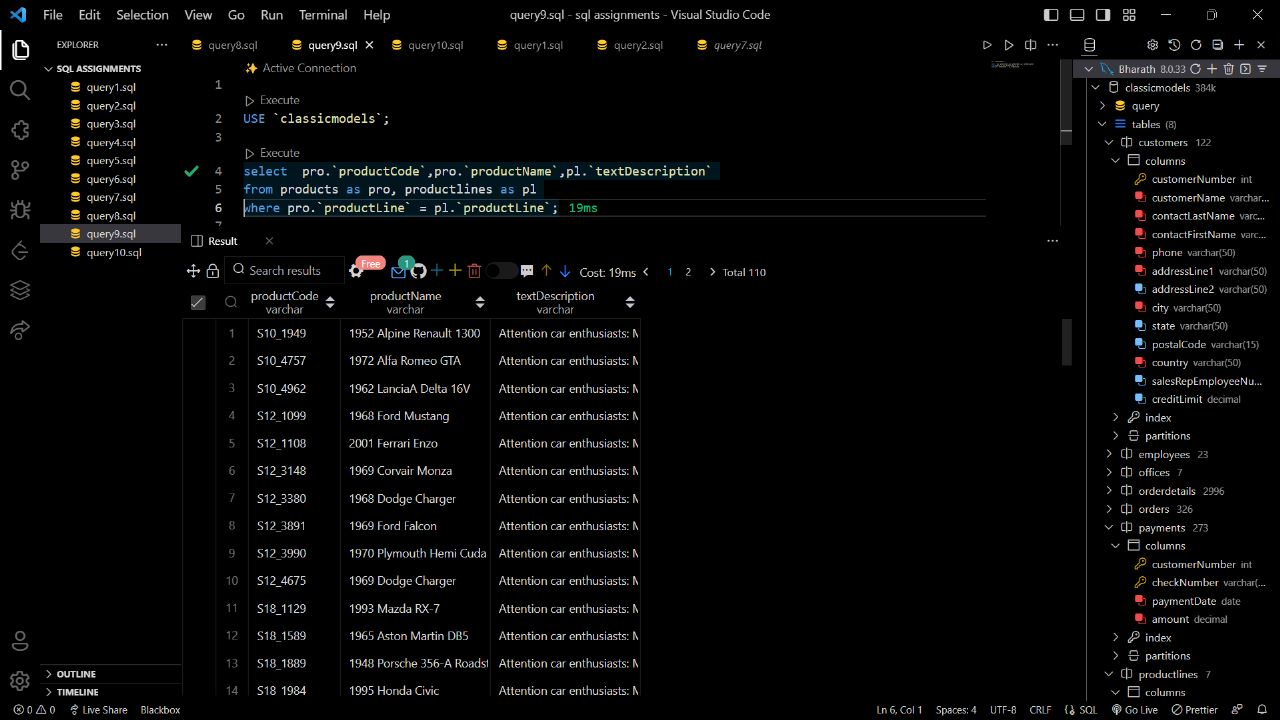 File Edit Selection View Go Run Terminal Help
query9.sql - sql assignments - Visual Studio Code
EXPLORER
SQL ASSIGNMENTS
query1.sql
query2.sql
query3.sql
query4.sql
query5.sql
query6.sql
query7.sql
query8.sql
query9.sql
query10.sql
OUTLINE
TIMELINE
query8.sql query9.sql query10.sql query1.sql query2.sql query7.sql
Active Connection
1
Execute
2 USE `classicmodels`;
3
Execute
4 select pro.`productCode`,pro.`productName`,pl.`textDescription`
5 from products as pro, productlines as pl
6 where pro.`productLine` = pl.`productLine`; 19ms
7
Result
Search results Free 1 Cost: 19ms 1 2 Total 110
productCode productName textDescription
varchar varchar varchar
1 S10_1949 1952 Alpine Renault 1300 Attention car enthusiasts: M
2 S10_4757 1972 Alfa Romeo GTA Attention car enthusiasts: M
3 S10_4962 1962 LanciaA Delta 16V Attention car enthusiasts: M
4 S12_1099 1968 Ford Mustang Attention car enthusiasts: M
5 S12_1108 2001 Ferrari Enzo Attention car enthusiasts: M
6 S12_3148 1969 Corvair Monza Attention car enthusiasts: M
7 S12_3380 1968 Dodge Charger Attention car enthusiasts: M
8 S12_3891 1969 Ford Falcon Attention car enthusiasts: M
9 S12_3990 1970 Plymouth Hemi Cuda Attention car enthusiasts: M
10 S12_4675 1969 Dodge Charger Attention car enthusiasts: M
11 S18_1129 1993 Mazda RX-7 Attention car enthusiasts: M
12 S18_1589 1965 Aston Martin DB5 Attention car enthusiasts: M
13 S18_1889 1948 Porsche 356-A Roadst Attention car enthusiasts: M
14 S18_1984 1995 Honda Civic Attention car enthusiasts: M
Bharath 8.0.33
classicmodels 384k
query
tables (8)
customers 122
columns
customerNumber int
customerName varchar...
contactLastName varc...
contactFirstName varc...
phone varchar(50)
addressLine1 varchar(50)
addressLine2 varchar(50)
city varchar(50)
state varchar(50)
postalCode varchar(15)
country varchar(50)
salesRepEmployeeNu...
creditLimit decimal
index
partitions
employees 23
offices 7
orderdetails 2996
orders 326
payments 273
columns
customerNumber int
checkNumber varchar(...
paymentDate date
amount decimal
index
partitions
productlines 7
columns
0 0 Live Share Blackbox Ln 6, Col 1 Spaces: 4 UTF-8 CRLF SQL Go Live Prettier